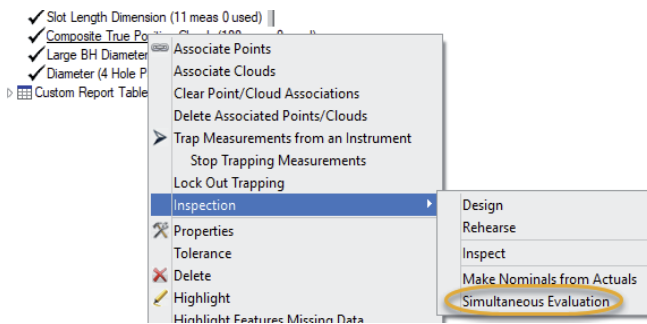 Slot Length Dimension (11 meas 0 used)
Composite True
Large BH Diameter
Diameter (4 Hole P
Custom Report Table
Associate Points
Associate Clouds
Clear Point/Cloud Associations
Delete Associated Points/Clouds
Trap Measurements from an Instrument
Stop Trapping Measurements
Lock Out Trapping
Inspection
Properties
Tolerance
Delete
Highlight
Highlight Features Missing Data
Design
Rehearse
Inspect
Make Nominals from Actuals
Simultaneous Evaluation